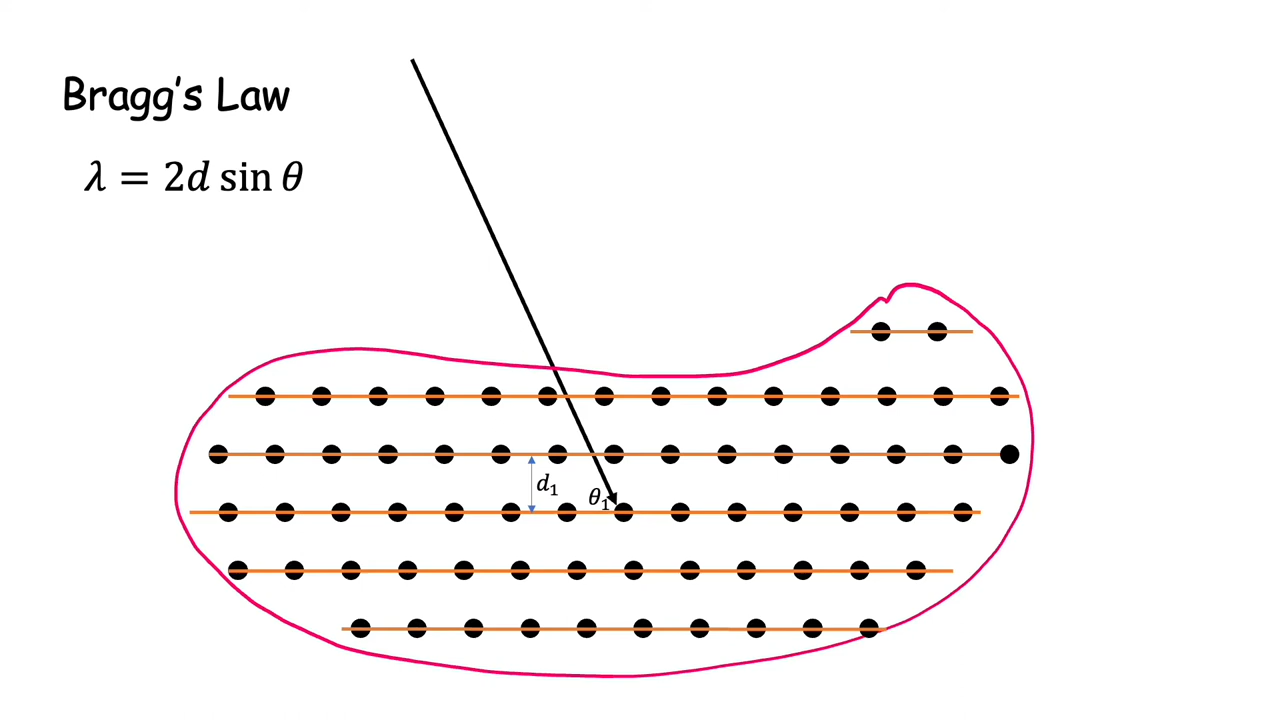 Bragg's Law
λ = 2d sin θ
d₁
θ₁